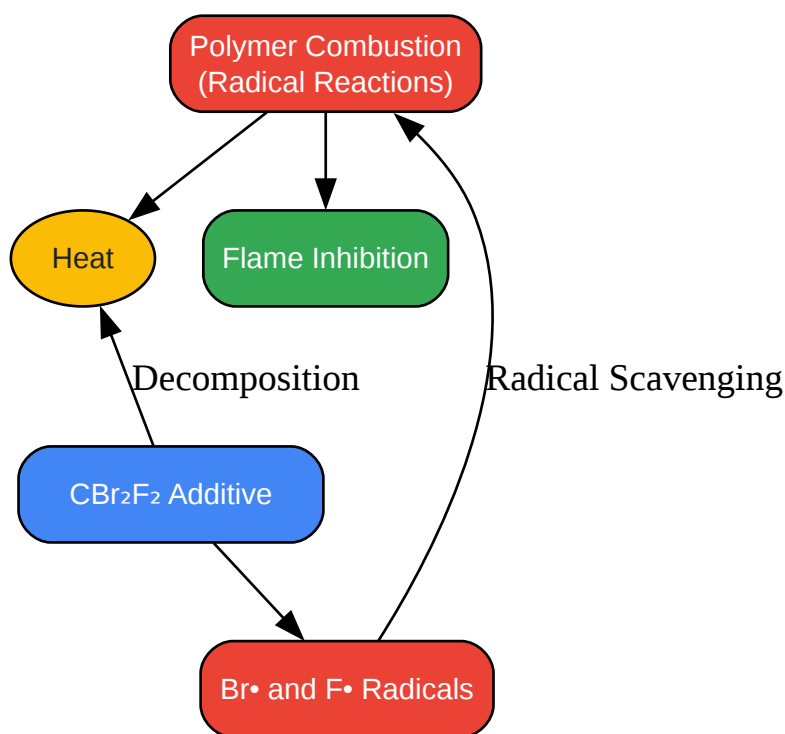 Polymer Combustion
(Radical Reactions)
Heat
Flame Inhibition
Decomposition
Radical Scavenging
CBr₂F₂ Additive
Br• and F• Radicals